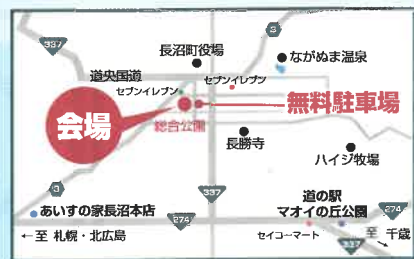 337
3
長沼町役場
ながぬま温泉
道央国道
セブンイレブン
セブンイレブン
会場
総合公園
無料駐車場
長勝寺
ハイジ牧場
3
337
道の駅
マオイの丘公園
274
あいすの家長沼本店
274
セイコーマート
←至 札幌・北広島
337
至 千歳